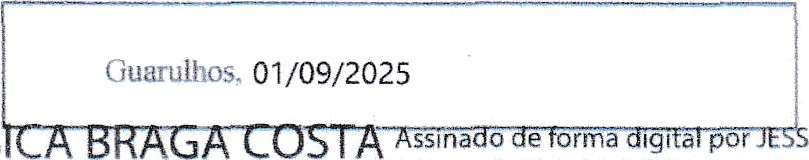 Guarulhos, 01/09/2025
ICA BRAGA COSTA Assinado de forma digital por JESS